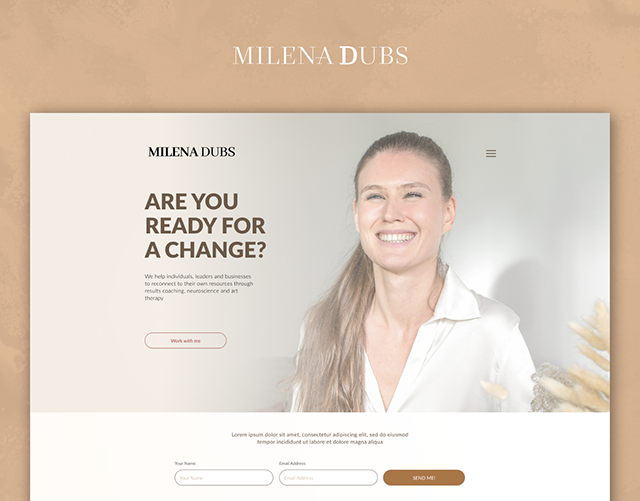 MILENA DUBS
MILENA DUBS
ARE YOU
READY FOR
A CHANGE?
We help individuals, leaders and businesses
to reconnect to their own resources through
results coaching, neuroscience and art
therapy
Work with me
Lorem ipsum dolor sit amet, consectetur adipiscing elit, sed do eiusmod
tempor incididunt ut labore et dolore magna aliqua
Your Name
Email Address
Your Name
Email Address
SEND ME!